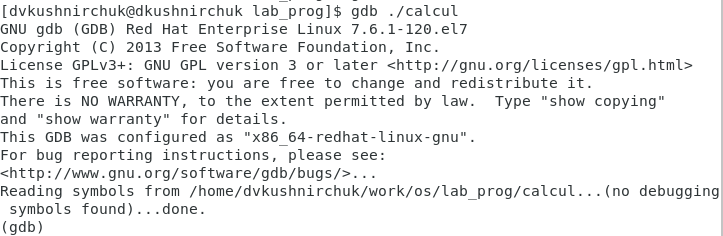 [dvkushnirchuk@dkushnirchuk lab_prog]$ gdb ./calcul
GNU gdb (GDB) Red Hat Enterprise Linux 7.6.1-120.el7
Copyright (C) 2013 Free Software Foundation, Inc.
License GPLv3+: GNU GPL version 3 or later <http://gnu.org/licenses/gpl.html>
This is free software: you are free to change and redistribute it.
There is NO WARRANTY, to the extent permitted by law.  Type "show copying"
and "show warranty" for details.
This GDB was configured as "x86_64-redhat-linux-gnu".
For bug reporting instructions, please see:
<http://www.gnu.org/software/gdb/bugs/>...
Reading symbols from /home/dvkushnirchuk/work/os/lab_prog/calcul...(no debugging
 symbols found)...done.
(gdb)